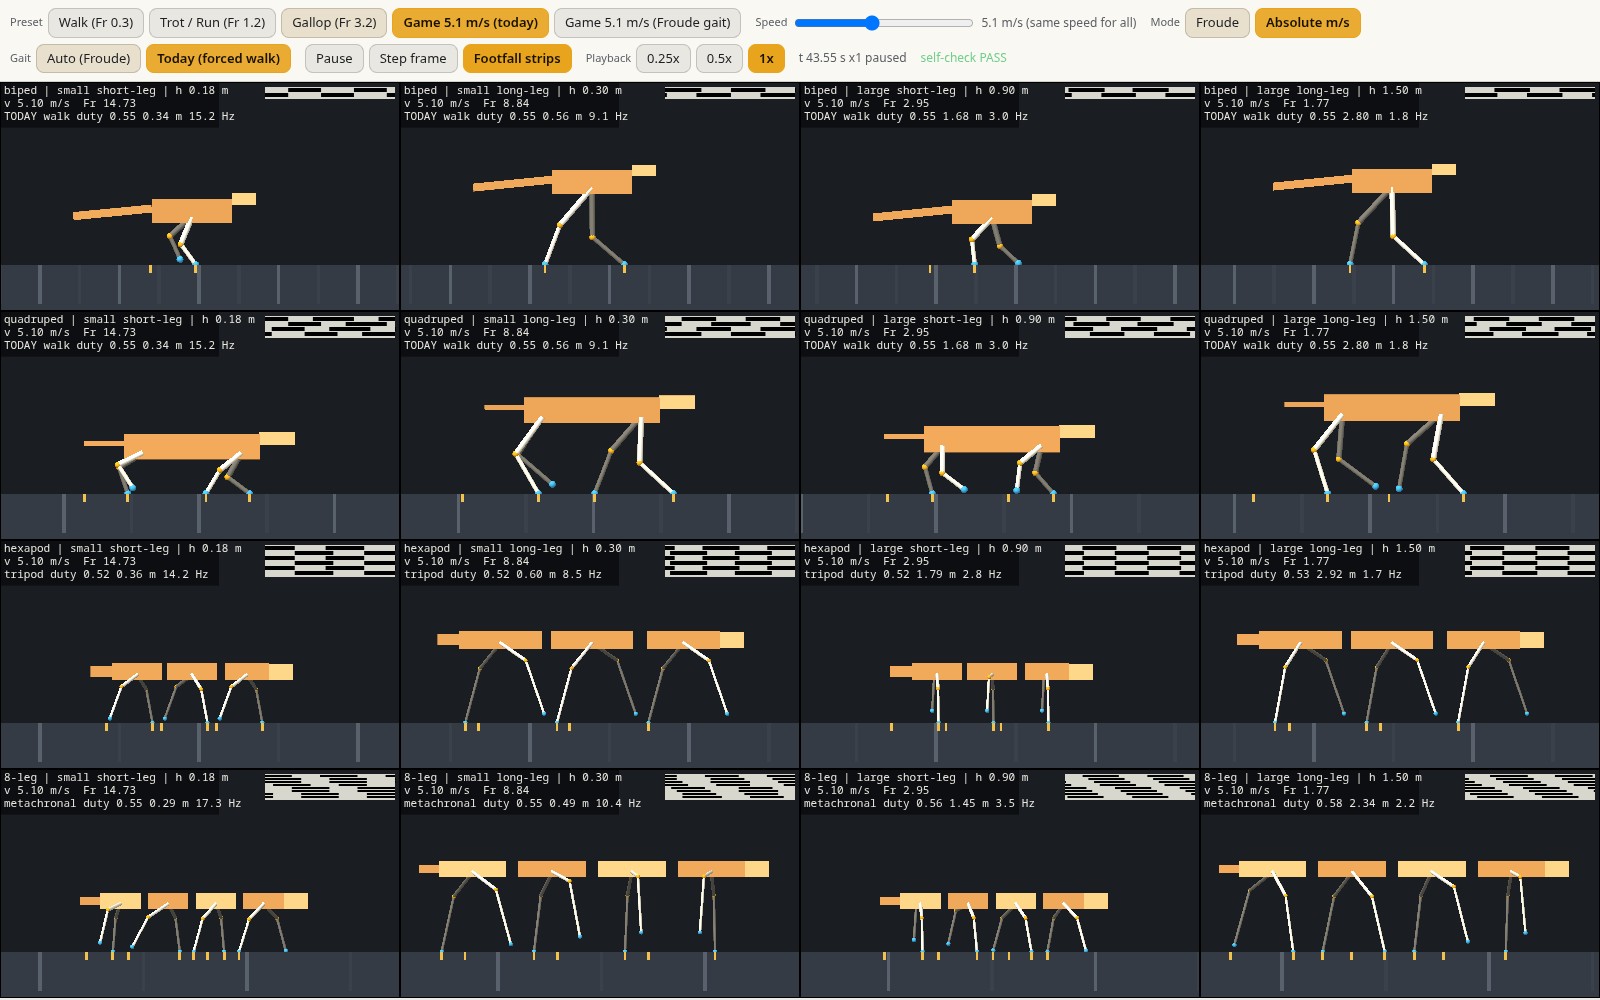 Preset Walk (Fr 0.3) Trot / Run (Fr 1.2) Gallop (Fr 3.2) Game 5.1 m/s (today) Game 5.1 m/s (Froude gait) Speed 5.1 m/s (same speed for all) Mode Froude Absolute m/s
Gait Auto (Froude) Today (forced walk) Pause Step frame Footfall strips Playback 0.25x 0.5x 1x t 43.55 s x1 paused self-check PASS
biped | small short-leg | h 0.18 m
v 5.10 m/s Fr 14.73
TODAY walk duty 0.55 0.34 m 15.2 Hz
biped | small long-leg | h 0.30 m
v 5.10 m/s Fr 8.84
TODAY walk duty 0.55 0.56 m 9.1 Hz
biped | large short-leg | h 0.90 m
v 5.10 m/s Fr 2.95
TODAY walk duty 0.55 1.68 m 3.0 Hz
biped | large long-leg | h 1.50 m
v 5.10 m/s Fr 1.77
TODAY walk duty 0.55 2.80 m 1.8 Hz
quadruped | small short-leg | h 0.18 m
v 5.10 m/s Fr 14.73
TODAY walk duty 0.55 0.34 m 15.2 Hz
quadruped | small long-leg | h 0.30 m
v 5.10 m/s Fr 8.84
TODAY walk duty 0.55 0.56 m 9.1 Hz
quadruped | large short-leg | h 0.90 m
v 5.10 m/s Fr 2.95
TODAY walk duty 0.55 1.68 m 3.0 Hz
quadruped | large long-leg | h 1.50 m
v 5.10 m/s Fr 1.77
TODAY walk duty 0.55 2.80 m 1.8 Hz
hexapod | small short-leg | h 0.18 m
v 5.10 m/s Fr 14.73
tripod duty 0.52 0.36 m 14.2 Hz
hexapod | small long-leg | h 0.30 m
v 5.10 m/s Fr 8.84
tripod duty 0.52 0.60 m 8.5 Hz
hexapod | large short-leg | h 0.90 m
v 5.10 m/s Fr 2.95
tripod duty 0.52 1.79 m 2.8 Hz
hexapod | large long-leg | h 1.50 m
v 5.10 m/s Fr 1.77
tripod duty 0.53 2.92 m 1.7 Hz
8-leg | small short-leg | h 0.18 m
v 5.10 m/s Fr 14.73
metachronal duty 0.55 0.29 m 17.3 Hz
8-leg | small long-leg | h 0.30 m
v 5.10 m/s Fr 8.84
metachronal duty 0.55 0.49 m 10.4 Hz
8-leg | large short-leg | h 0.90 m
v 5.10 m/s Fr 2.95
metachronal duty 0.56 1.45 m 3.5 Hz
8-leg | large long-leg | h 1.50 m
v 5.10 m/s Fr 1.77
metachronal duty 0.58 2.34 m 2.2 Hz